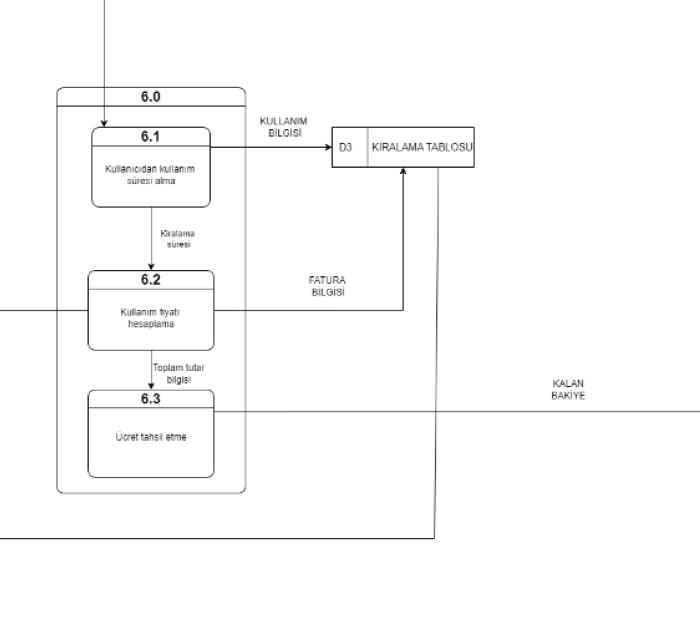 6.0
6.1
Kullanıcıdan kullanım
süresi alma
KULLANIM
BİLGİSİ
D3 KİRALAMA TABLOSU
Kiralama
süresi
6.2
Kullanım fiyatı
hesaplama
FATURA
BİLGİSİ
Toplam tutar
bilgisi
6.3
Ücret tahsil etme
KALAN
BAKİYE